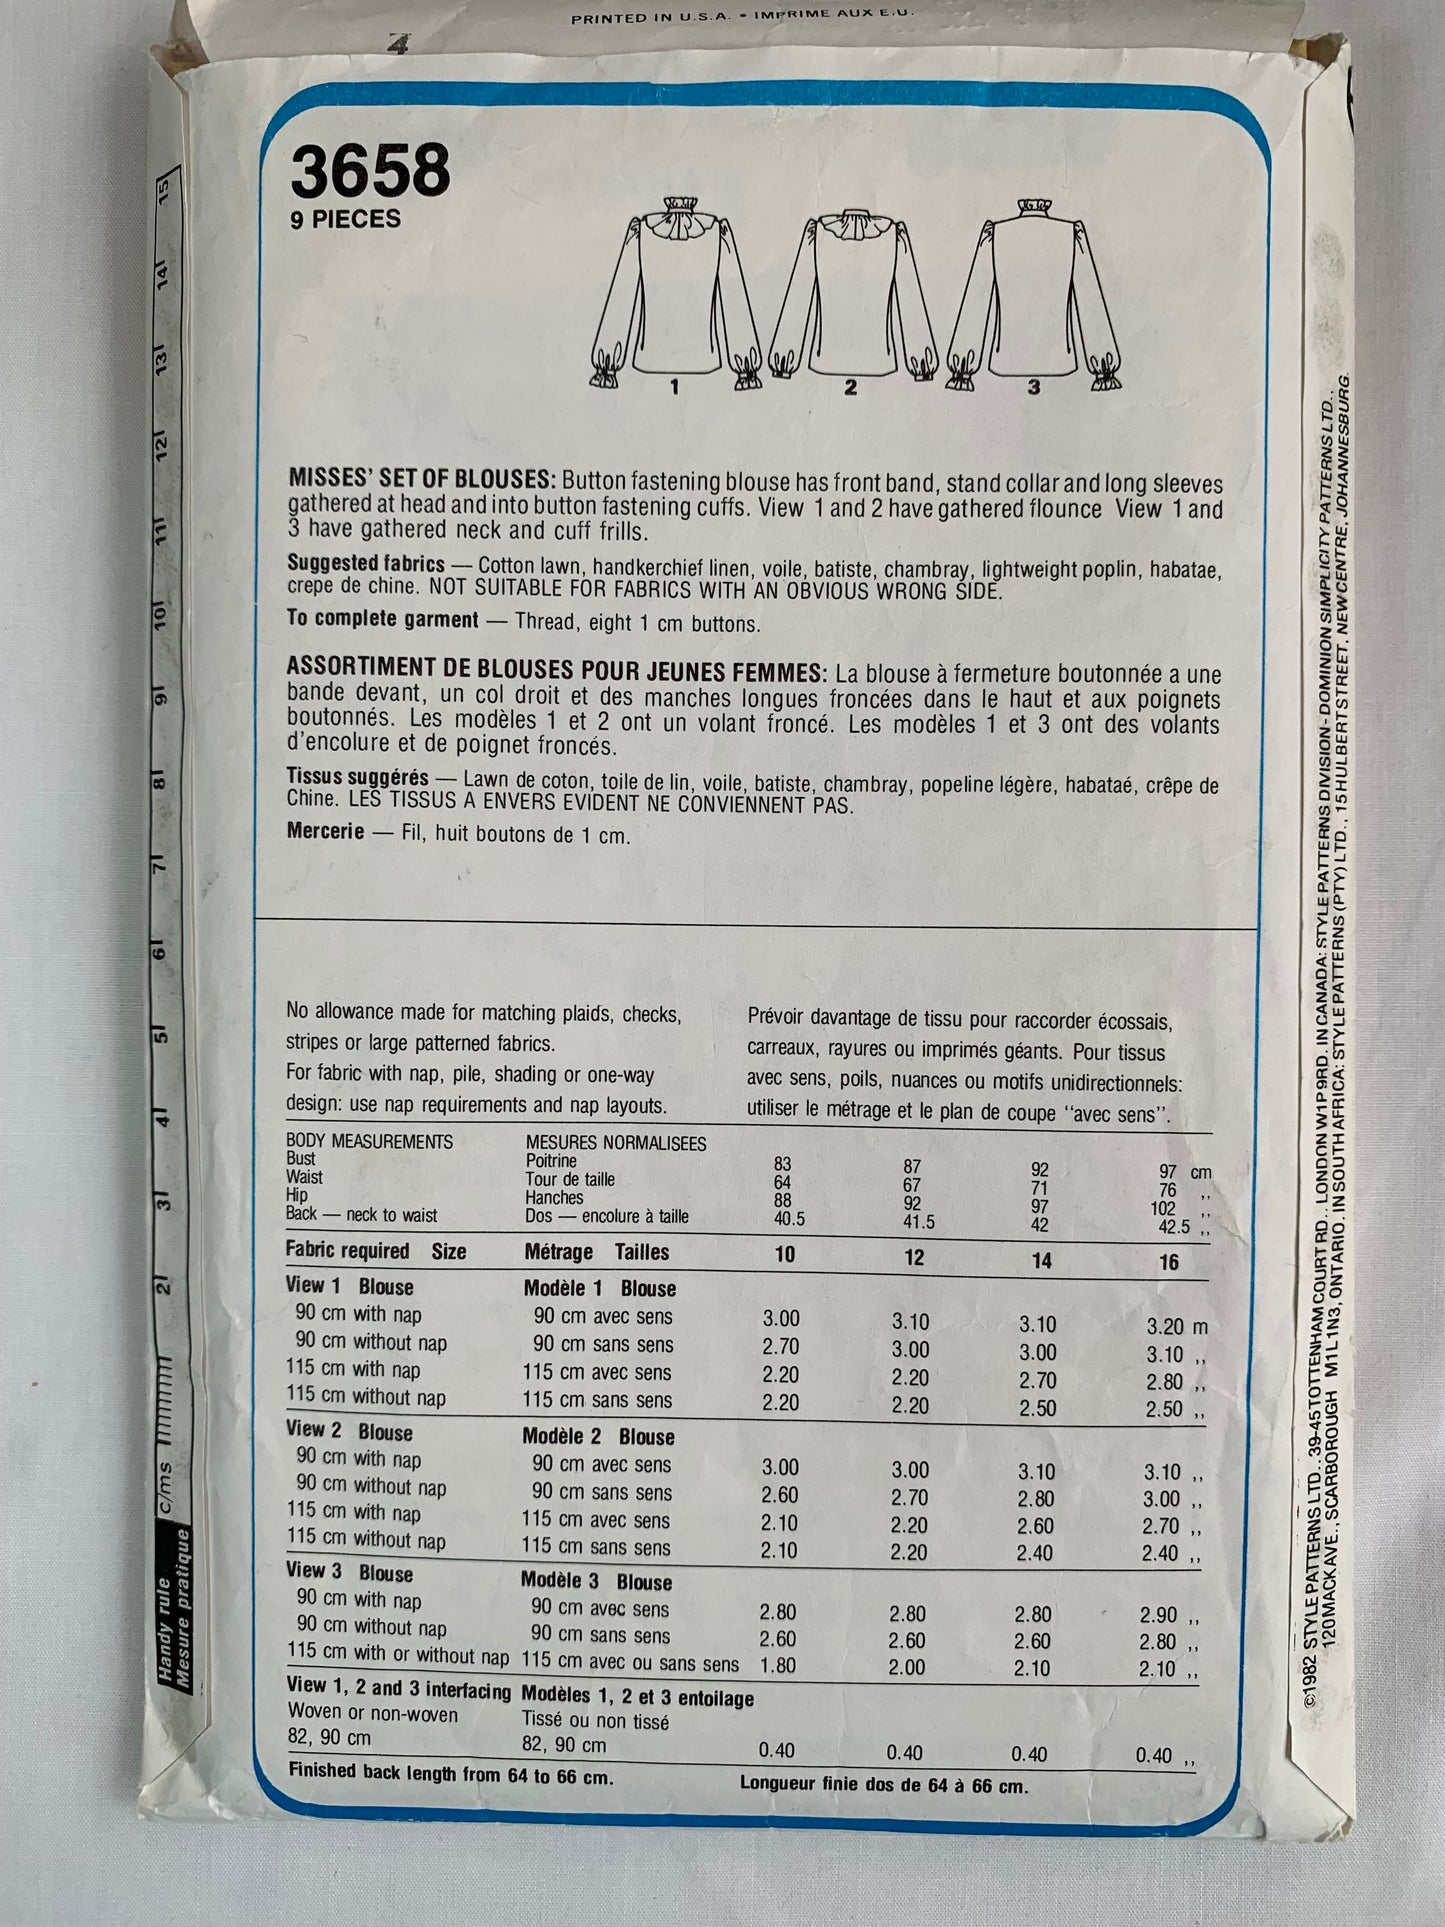 PRINTED IN U.S.A. - IMPRIME AUX E.U.
4
3658
9 PIECES
1
2
3
MISSES' SET OF BLOUSES: Button fastening blouse has front band, stand collar and long sleeves
gathered at head and into button fastening cuffs. View 1 and 2 have gathered flounce View 1 and
3 have gathered neck and cuff frills.
Suggested fabrics — Cotton lawn, handkerchief linen, voile, batiste, chambray, lightweight poplin, habatae,
crepe de chine. NOT SUITABLE FOR FABRICS WITH AN OBVIOUS WRONG SIDE.
To complete garment — Thread, eight 1 cm buttons.
ASSORTIMENT DE BLOUSES POUR JEUNES FEMMES: La blouse à fermeture boutonnée a une
bande devant, un col droit et des manches longues froncées dans le haut et aux poignets
boutonnés. Les modèles 1 et 2 ont un volant froncé. Les modèles 1 et 3 ont des volants
d'encolure et de poignet froncés.
Tissus suggérés — Lawn de coton, toile de lin, voile, batiste, chambray, popeline légère, habataé, crêpe de
Chine. LES TISSUS A ENVERS EVIDENT NE CONVIENNENT PAS.
Mercerie — Fil, huit boutons de 1 cm.
No allowance made for matching plaids, checks,
stripes or large patterned fabrics.
For fabric with nap, pile, shading or one-way
design: use nap requirements and nap layouts.
Prévoir davantage de tissu pour raccorder écossais,
carreaux, rayures ou imprimés géants. Pour tissus
avec sens, poils, nuances ou motifs unidirectionnels:
utiliser le métrage et le plan de coupe "avec sens".
BODY MEASUREMENTS MESURES NORMALISEES
Bust Poitrine 83 87 92 97 cm
Waist Tour de taille 64 67 71 76 ,,
Hip Hanches 88 92 97 102 ,,
Back — neck to waist Dos — encolure à taille 40.5 41.5 42 42.5 ,,
Fabric required Size Métrage Tailles 10 12 14 16
View 1 Blouse Modèle 1 Blouse
90 cm with nap 90 cm avec sens 3.00 3.10 3.10 3.20 m
90 cm without nap 90 cm sans sens 2.70 3.00 3.00 3.10 ,,
115 cm with nap 115 cm avec sens 2.20 2.20 2.70 2.80 ,,
115 cm without nap 115 cm sans sens 2.20 2.20 2.50 2.50 ,,
View 2 Blouse Modèle 2 Blouse
90 cm with nap 90 cm avec sens 3.00 3.00 3.10 3.10 ,,
90 cm without nap 90 cm sans sens 2.60 2.70 2.80 3.00 ,,
115 cm with nap 115 cm avec sens 2.10 2.20 2.60 2.70 ,,
115 cm without nap 115 cm sans sens 2.10 2.20 2.40 2.40 ,,
View 3 Blouse Modèle 3 Blouse
90 cm with nap 90 cm avec sens 2.80 2.80 2.80 2.90 ,,
90 cm without nap 90 cm sans sens 2.60 2.60 2.60 2.80 ,,
115 cm with or without nap 115 cm avec ou sans sens 1.80 2.00 2.10 2.10 ,,
View 1, 2 and 3 interfacing Modèles 1, 2 et 3 entoilage
Woven or non-woven Tissé ou non tissé
82, 90 cm 82, 90 cm 0.40 0.40 0.40 0.40 ,,
Finished back length from 64 to 66 cm. Longueur finie dos de 64 à 66 cm.
Handy rule
Mesure pratique
c/ms 2 3 4 5 6 7 8 9 10 11 12 13 14 15
©1982 STYLE PATTERNS LTD., 39-45 TOTTENHAM COURT RD., LONDON W1P 9RD. IN CANADA: STYLE PATTERNS DIVISION - DOMINION SIMPLICITY PATTERNS LTD.,
120 MACK AVE., SCARBOROUGH M1L 1N3, ONTARIO. IN SOUTH AFRICA: STYLE PATTERNS (PTY) LTD., 15 HULBERT STREET, NEW CENTRE, JOHANNESBURG.